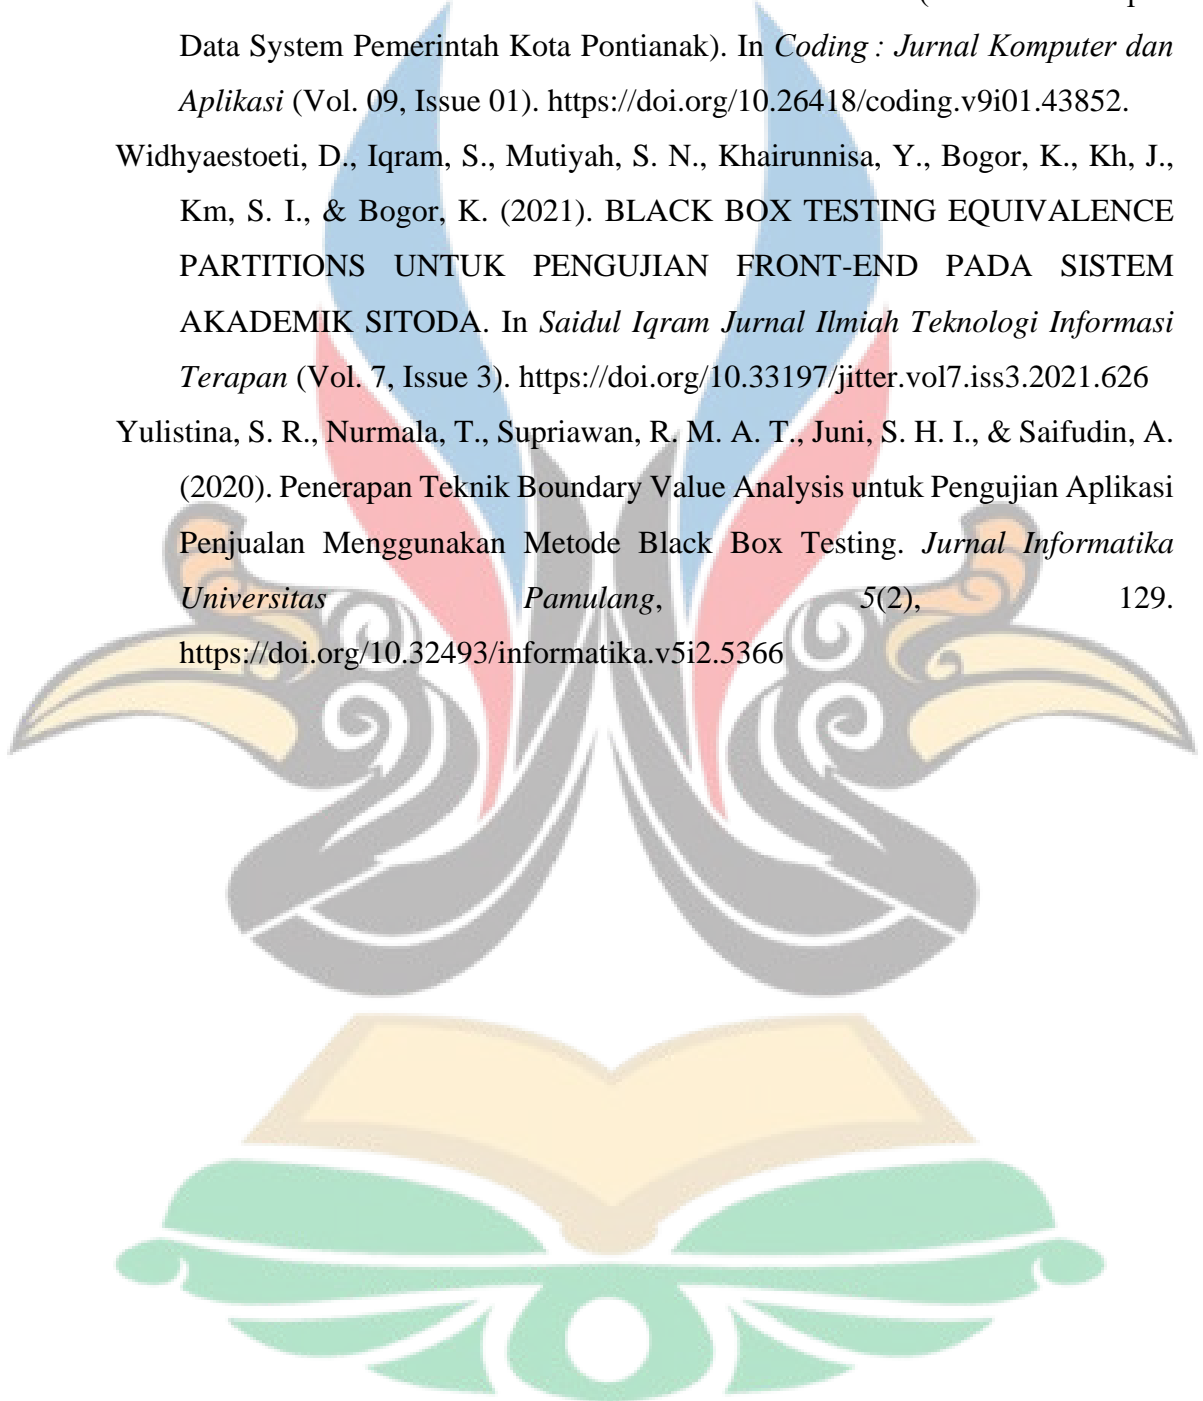 Data System Pemerintah Kota Pontianak). In Coding : Jurnal Komputer dan
Aplikasi (Vol. 09, Issue 01). https://doi.org/10.26418/coding.v9i01.43852.
Widhyaestoeti, D., Iqram, S., Mutiyah, S. N., Khairunnisa, Y., Bogor, K., Kh, J.,
Km, S. I., & Bogor, K. (2021). BLACK BOX TESTING EQUIVALENCE
PARTITIONS UNTUK PENGUJIAN FRONT-END PADA SISTEM
AKADEMIK SITODA. In Saidul Iqram Jurnal Ilmiah Teknologi Informasi
Terapan (Vol. 7, Issue 3). https://doi.org/10.33197/jitter.vol7.iss3.2021.626
Yulistina, S. R., Nurmala, T., Supriawan, R. M. A. T., Juni, S. H. I., & Saifudin, A.
(2020). Penerapan Teknik Boundary Value Analysis untuk Pengujian Aplikasi
Penjualan Menggunakan Metode Black Box Testing. Jurnal Informatika
Universitas Pamulang, 5(2), 129.
https://doi.org/10.32493/informatika.v5i2.5366